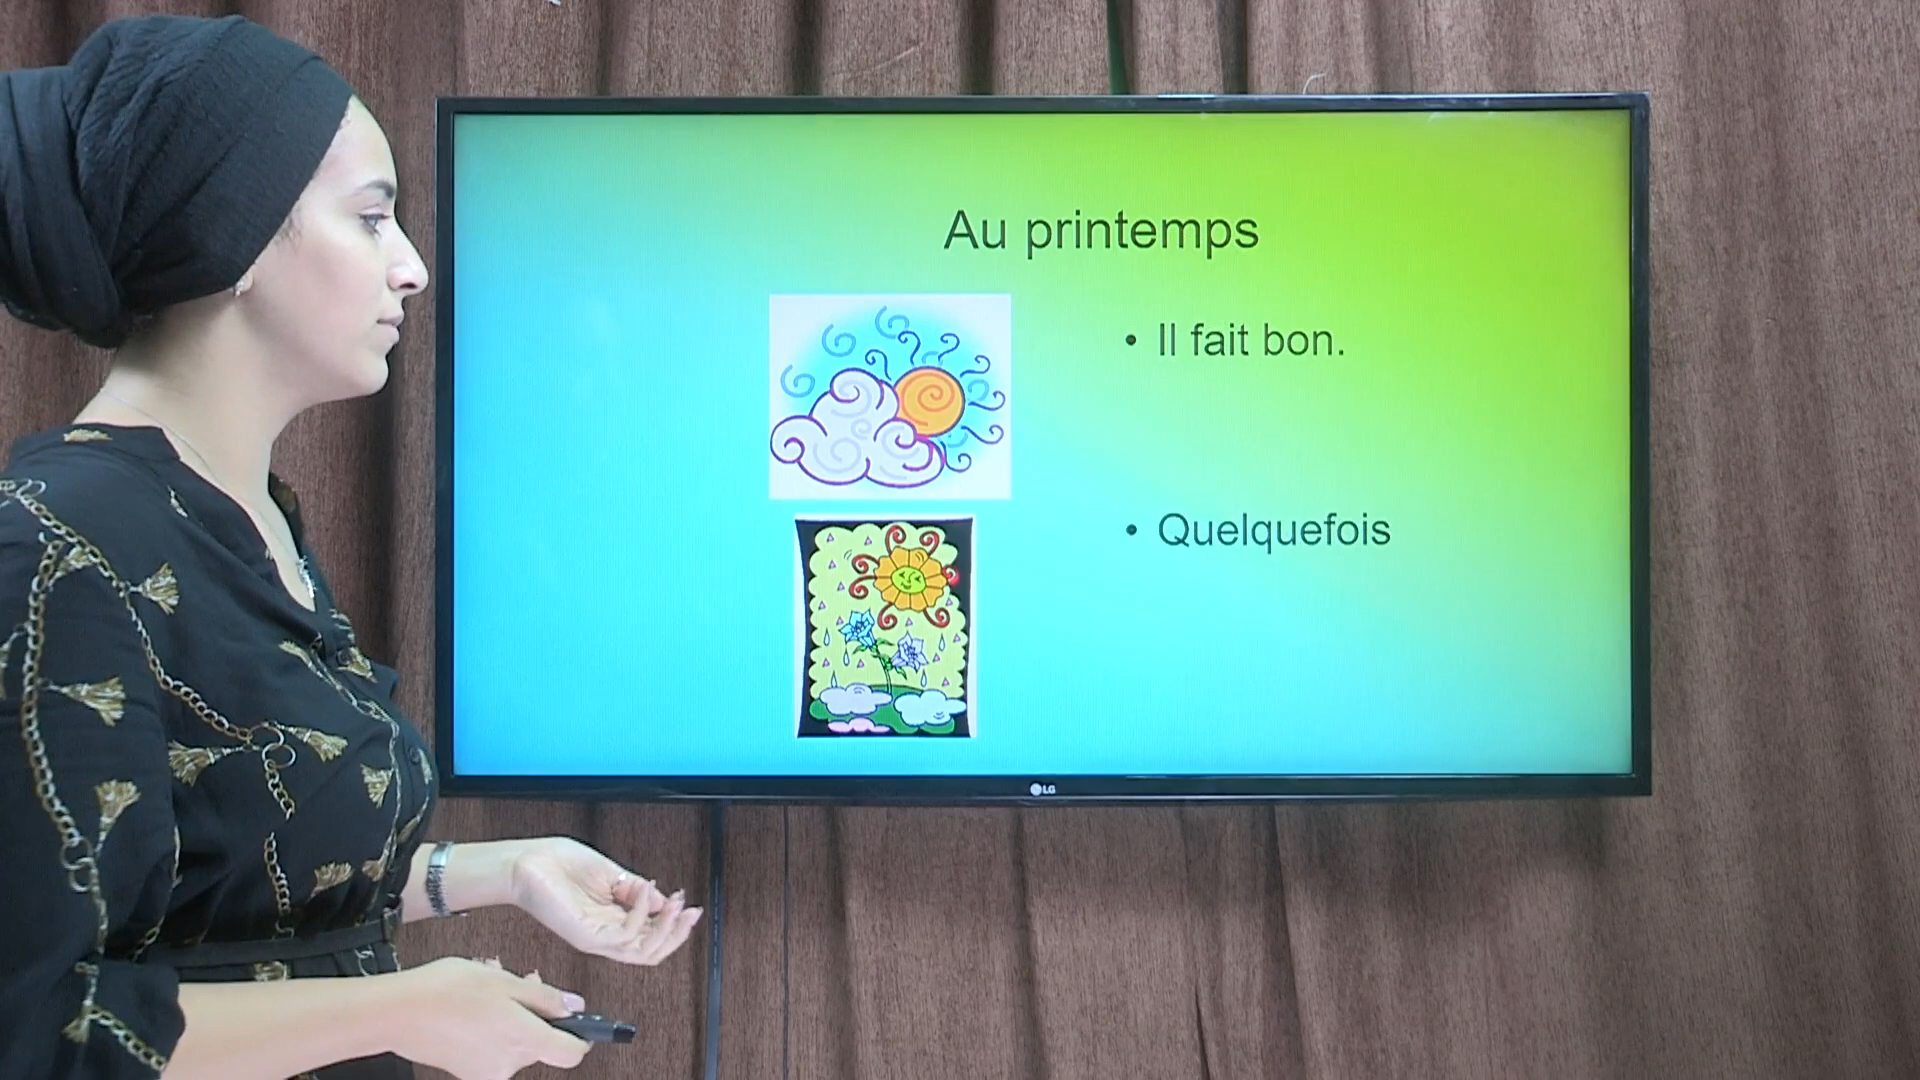 Au printemps
• Il fait bon.
• Quelquefois
LG